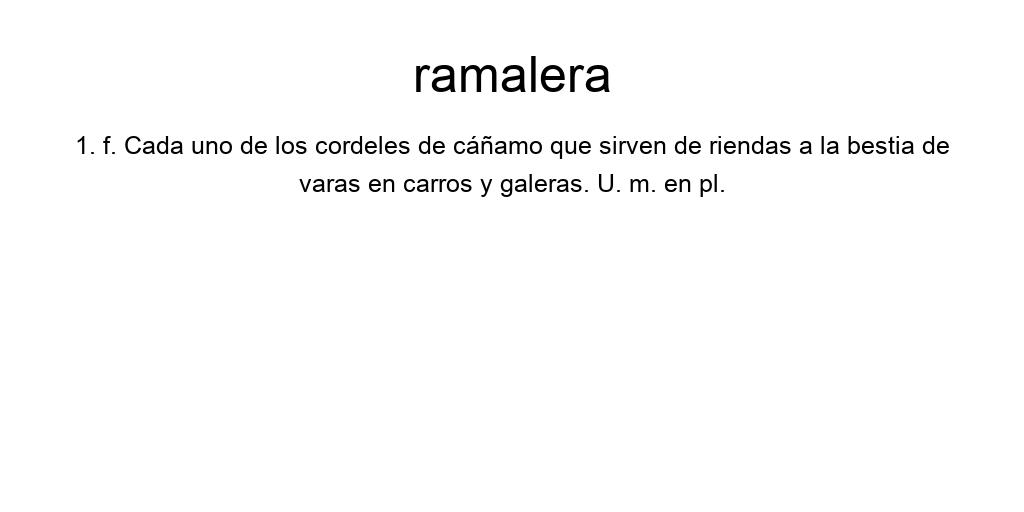 ramalera
1. f. Cada uno de los cordeles de cáñamo que sirven de riendas a la bestia de
varas en carros y galeras. U. m. en pl.